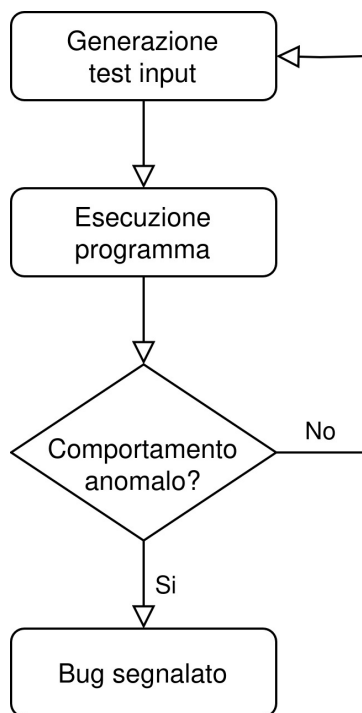 Generazione
test input
Esecuzione
programma
Comportamento
anomalo?
No
Si
Bug segnalato